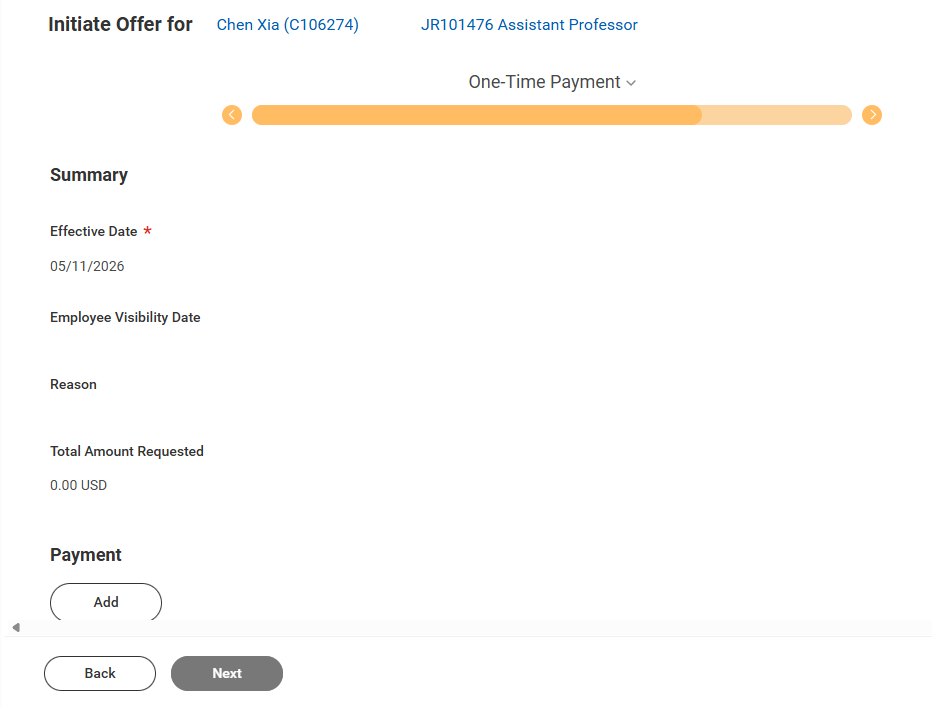 Initiate Offer for Chen Xia (C106274) JR101476 Assistant Professor
One-Time Payment
Summary
Effective Date *
05/11/2026
Employee Visibility Date
Reason
Total Amount Requested
0.00 USD
Payment
Add
Back Next